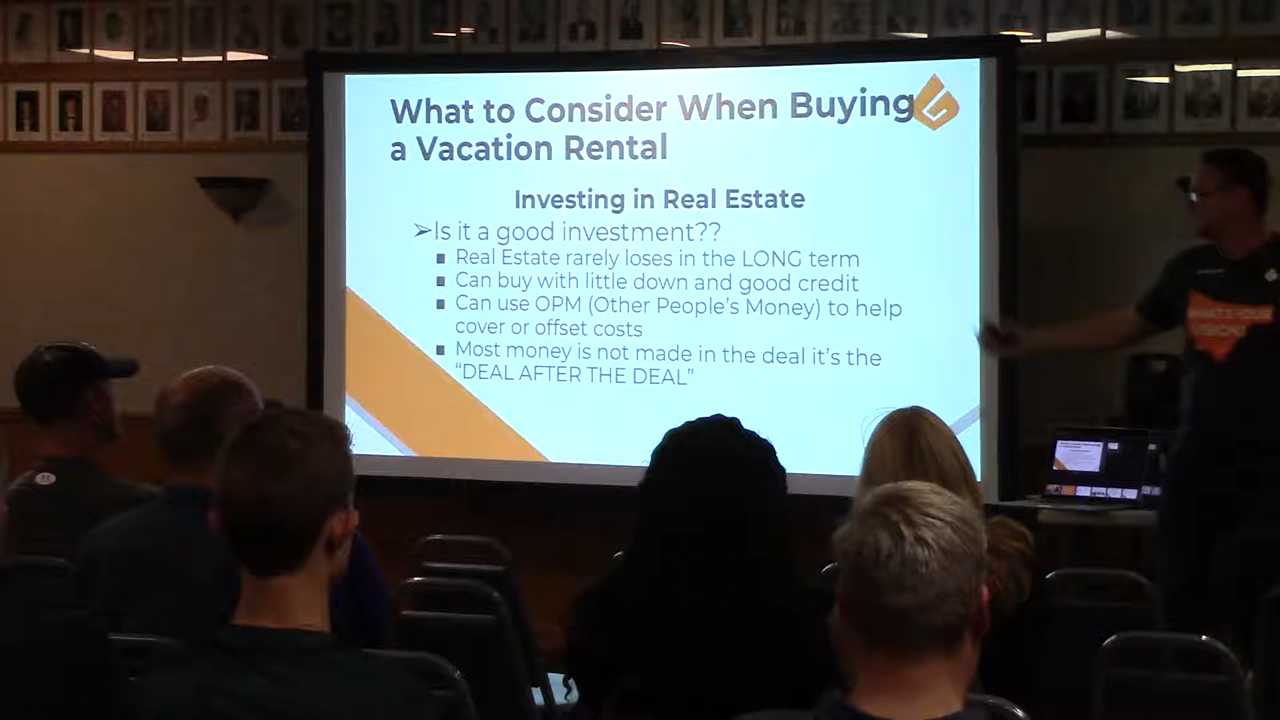 What to Consider When Buying
a Vacation Rental
Investing in Real Estate
➢Is it a good investment??
▪ Real Estate rarely loses in the LONG term
▪ Can buy with little down and good credit
▪ Can use OPM (Other People's Money) to help
cover or offset costs
▪ Most money is not made in the deal it's the
"DEAL AFTER THE DEAL"
WHAT'S YOUR
VISION?